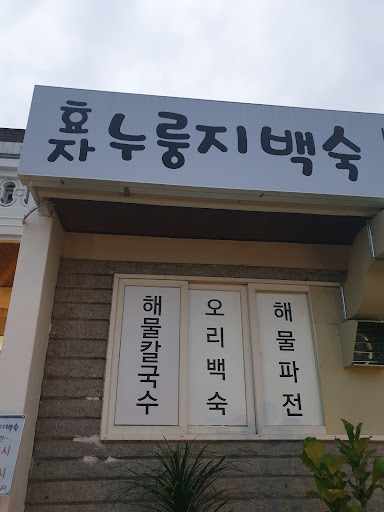 효자 누룽지백숙
해물칼국수
오리백숙
해물파전